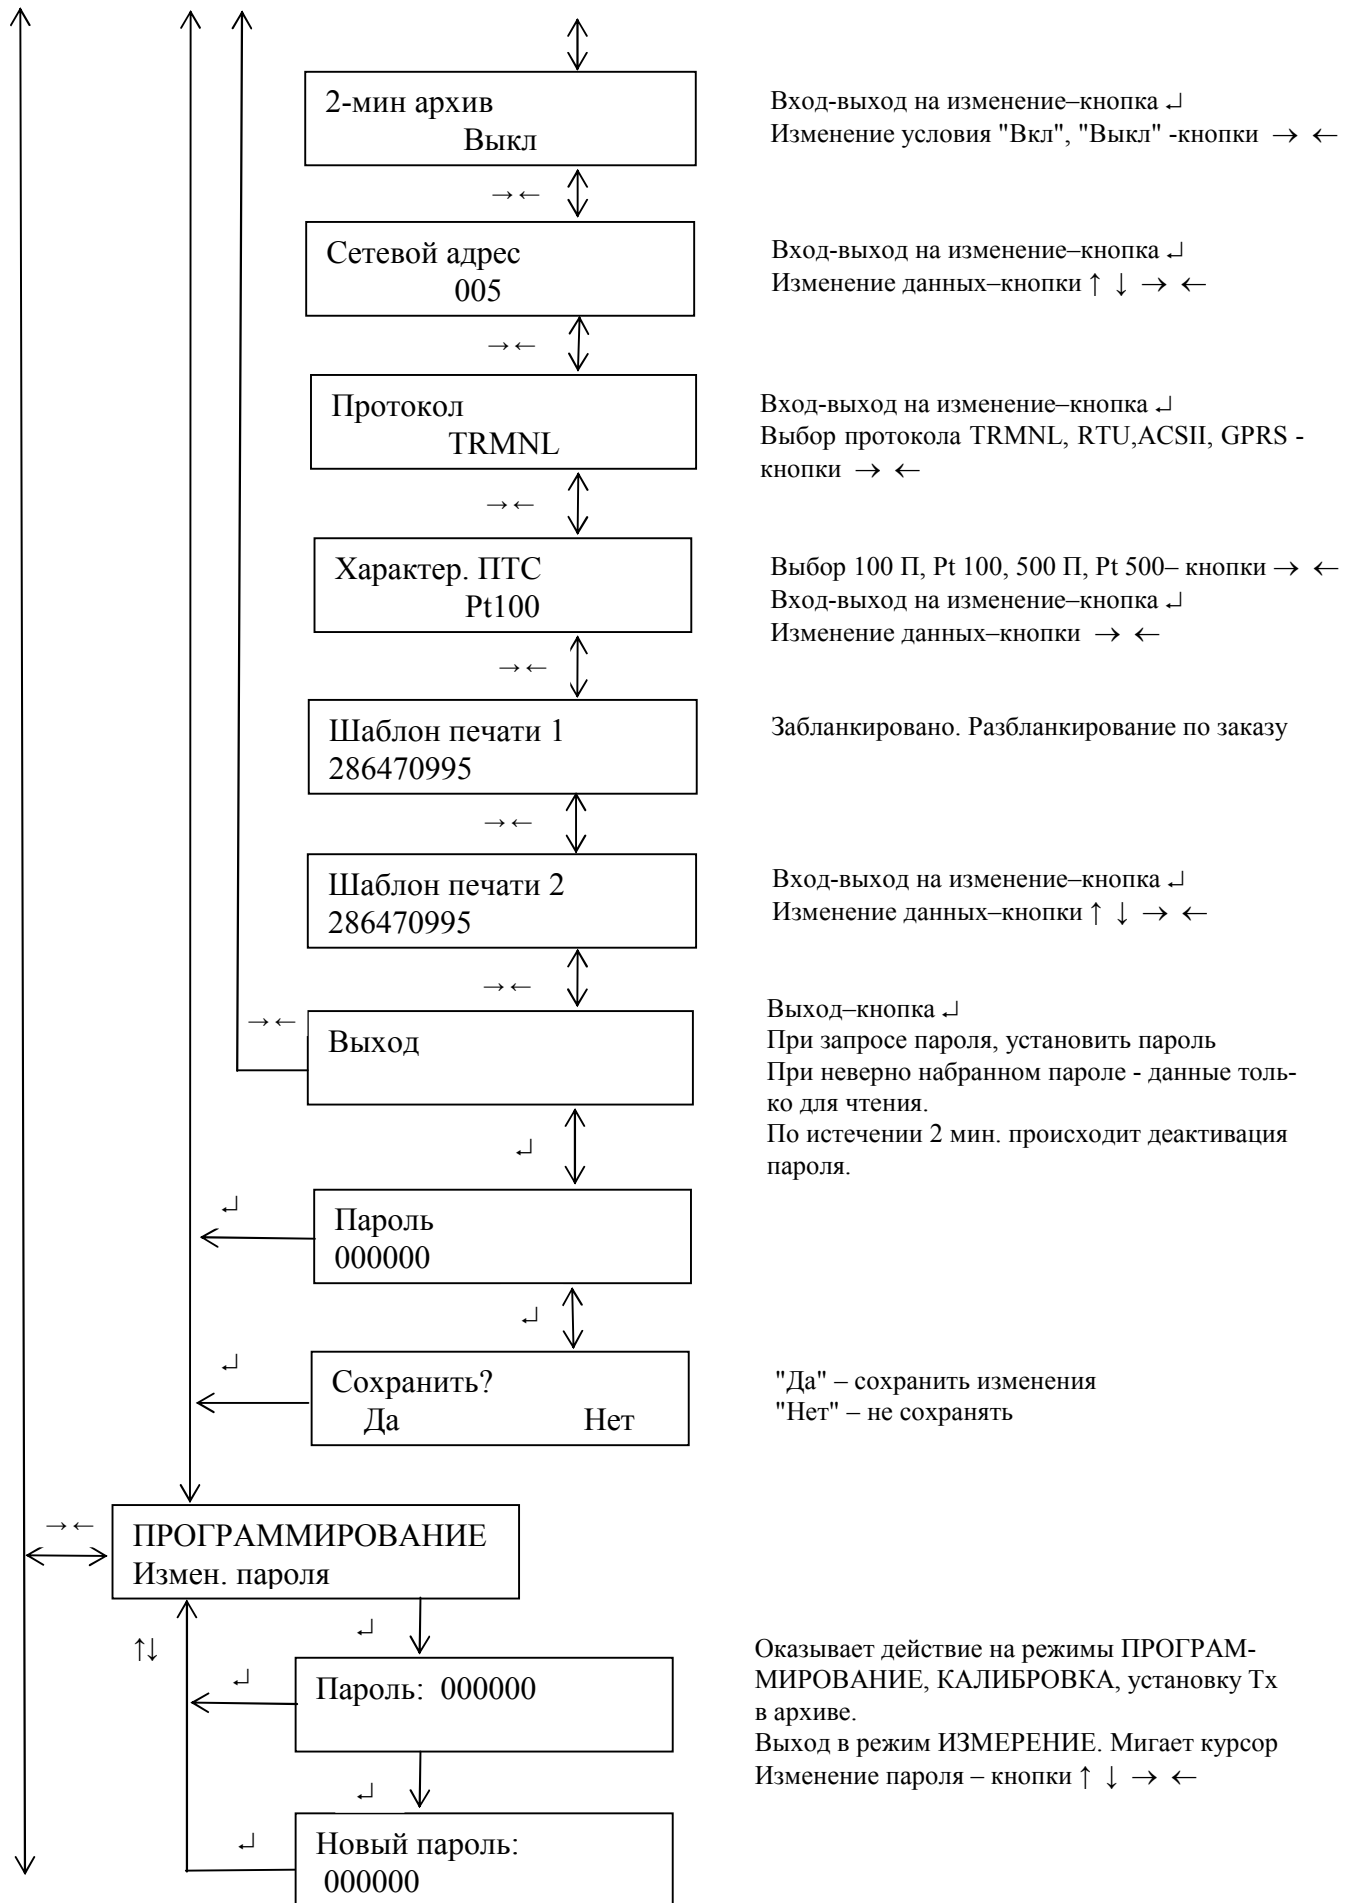 2-мин архив
Выкл
Вход-выход на изменение–кнопка ↵
Изменение условия "Вкл", "Выкл" -кнопки → ←
→←
Сетевой адрес
005
Вход-выход на изменение–кнопка ↵
Изменение данных–кнопки ↑ ↓ → ←
→←
Протокол
TRMNL
Вход-выход на изменение–кнопка ↵
Выбор протокола TRMNL, RTU,ACSII, GPRS -
кнопки → ←
→←
Характер. ПТС
Pt100
Выбор 100 П, Pt 100, 500 П, Pt 500– кнопки → ←
Вход-выход на изменение–кнопка ↵
Изменение данных–кнопки → ←
→←
Шаблон печати 1
286470995
Забланкировано. Разбланкирование по заказу
→←
Шаблон печати 2
286470995
Вход-выход на изменение–кнопка ↵
Изменение данных–кнопки ↑ ↓ → ←
→←
→←
Выход
Выход–кнопка ↵
При запросе пароля, установить пароль
При неверно набранном пароле - данные толь-
ко для чтения.
По истечении 2 мин. происходит деактивация
пароля.
↵
↵
Пароль
000000
↵
↵
Сохранить?
Да Нет
"Да" – сохранить изменения
"Нет" – не сохранять
→←
ПРОГРАММИРОВАНИЕ
Измен. пароля
↵
↑↓
↵
Пароль: 000000
Оказывает действие на режимы ПРОГРАМ-
МИРОВАНИЕ, КАЛИБРОВКА, установку Тх
в архиве.
Выход в режим ИЗМЕРЕНИЕ. Мигает курсор
Изменение пароля – кнопки ↑ ↓ → ←
↵
↵
Новый пароль:
000000